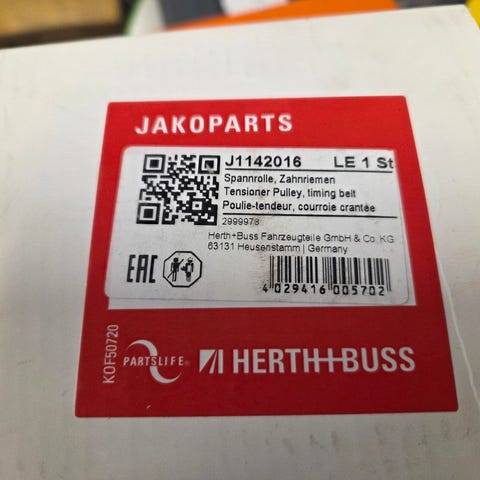 JAKOPARTS
J1142016 LE 1 St
Spannrolle, Zahnriemen
Tensioner Pulley, timing belt
Poulie-tendeur, courroie crantée
2999978
Herth+Buss Fahrzeugteile GmbH & Co. KG
63131 Heusenstamm | Germany
EAC
4 029416 005702
KOF50720
PARTSLIFE®
HERTH+BUSS